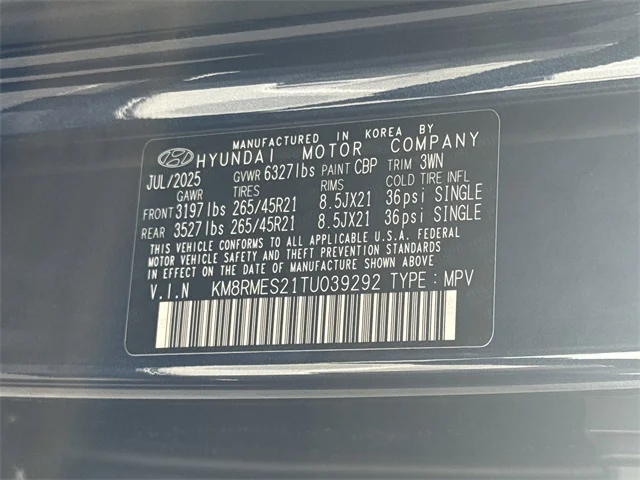 MANUFACTURED IN KOREA BY
HYUNDAI MOTOR COMPANY
JUL/2025 GVWR 6327lbs PAINT CBP TRIM 3WN
GAWR TIRES RIMS COLD TIRE INFL
FRONT 3197lbs 265/45R21 8.5JX21 36psi SINGLE
REAR 3527lbs 265/45R21 8.5JX21 36psi SINGLE
THIS VEHICLE CONFORMS TO ALL APPLICABLE U.S.A. FEDERAL
MOTOR VEHICLE SAFETY AND THEFT PREVENTION STANDARDS
IN EFFECT ON THE DATE OF MANUFACTURE SHOWN ABOVE.
V.I.N KM8RMES21TU039292 TYPE: MPV